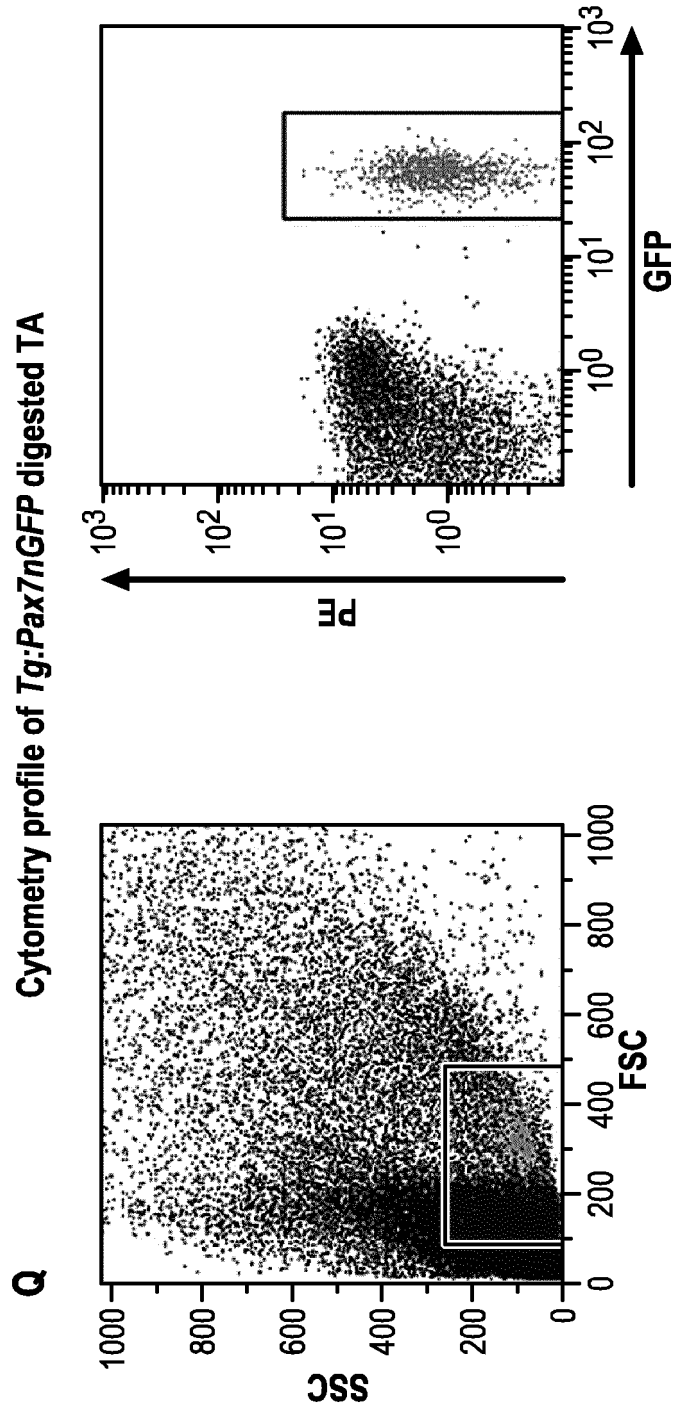 Q
Cytometry profile of Tg:Pax7nGFP digested TA
SSC
1000
800
600
400
200
0
0 200 400 600 800 1000
FSC
PE
10³
10²
10¹
10⁰
10⁰ 10¹ 10² 10³
GFP